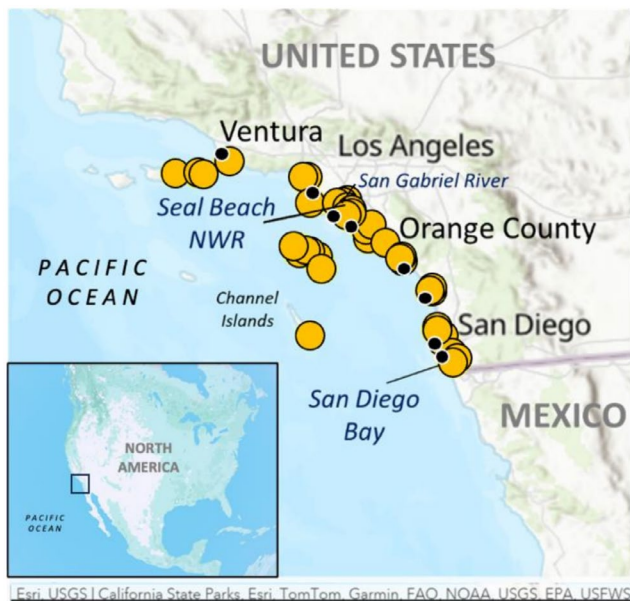 UNITED STATES
Ventura
Los Angeles
San Gabriel River
Seal Beach
NWR
Orange County
PACIFIC
OCEAN
Channel
Islands
San Diego
San Diego
Bay
MEXICO
NORTH
AMERICA
PACIFIC
OCEAN
Esri, USGS | California State Parks, Esri, TomTom, Garmin, FAO, NOAA, USGS, EPA, USFWS